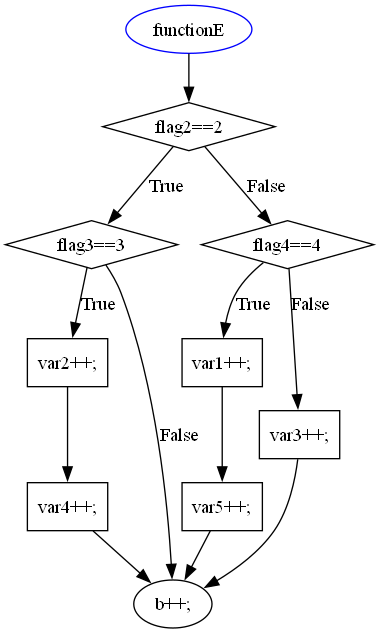 functionE
flag2==2
True
False
flag3==3
flag4==4
True
True
False
var2++;
var1++;
var3++;
False
var4++;
var5++;
b++;